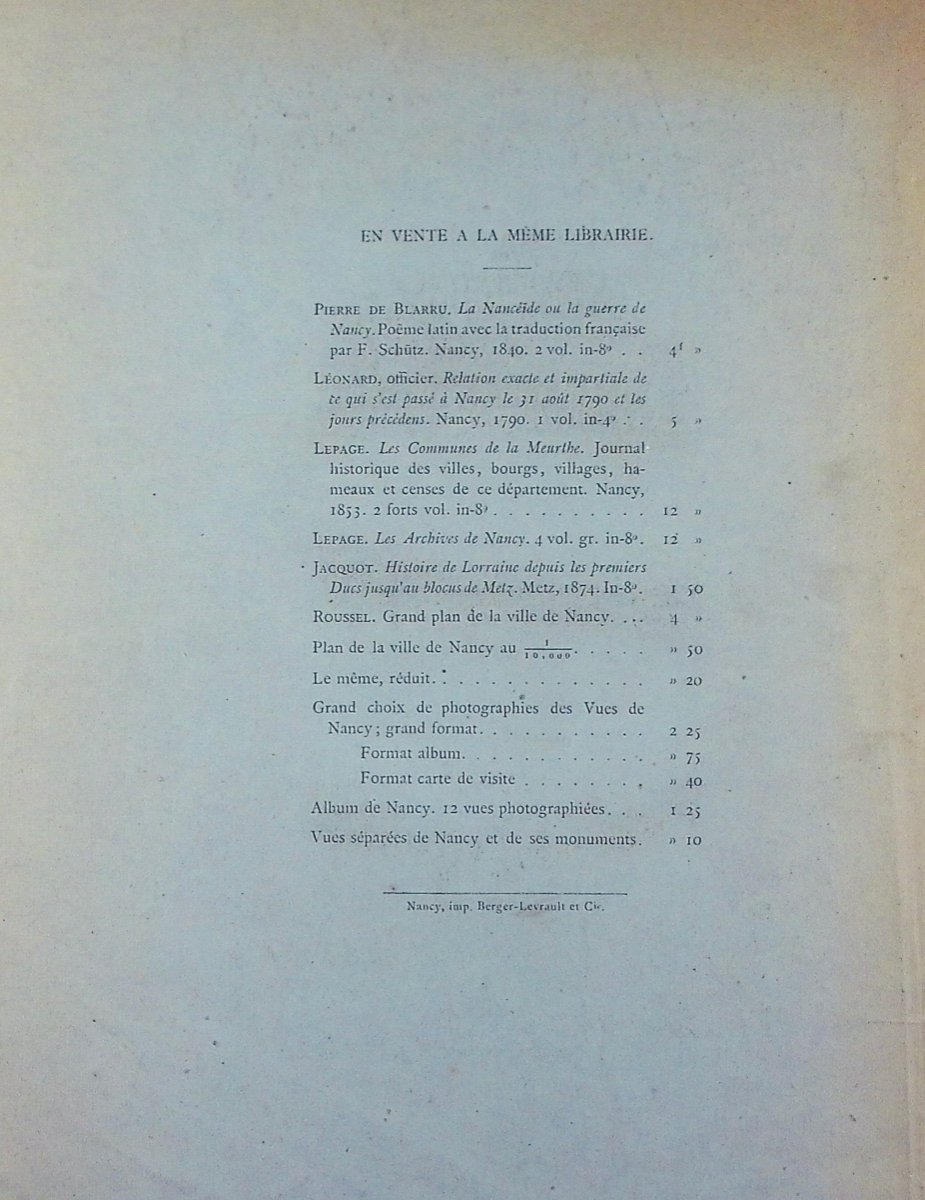 EN VENTE A LA MÊME LIBRAIRIE.
PIERRE DE BLARRU. La Nancéïde ou la guerre de
Nancy. Poëme latin avec la traduction française
par F. Schütz. Nancy, 1840. 2 vol. in-8º . . 4f »
LÉONARD, officier. Relation exacte et impartiale de
ce qui s'est passé à Nancy le 31 août 1790 et les
jours précédens. Nancy, 1790. 1 vol. in-4º . . 5 »
LEPAGE. Les Communes de la Meurthe. Journal
historique des villes, bourgs, villages, ha-
meaux et censes de ce département. Nancy,
1853. 2 forts vol. in-8º. . . . . . . . . . 12 »
LEPAGE. Les Archives de Nancy. 4 vol. gr. in-8º. 12 »
JACQUOT. Histoire de Lorraine depuis les premiers
Ducs jusqu'au blocus de Metz. Metz, 1874. In-8º. 1 50
ROUSSEL. Grand plan de la ville de Nancy. . . . 4 »
Plan de la ville de Nancy au 1/10,000. . . . . » 50
Le même, réduit. . . . . . . . . . . . . » 20
Grand choix de photographies des Vues de
Nancy; grand format. . . . . . . . . . . 2 25
Format album. . . . . . . . . . . » 75
Format carte de visite . . . . . . . . » 40
Album de Nancy. 12 vues photographiées. . . 1 25
Vues séparées de Nancy et de ses monuments. » 10
Nancy, imp. Berger-Levrault et Cie.